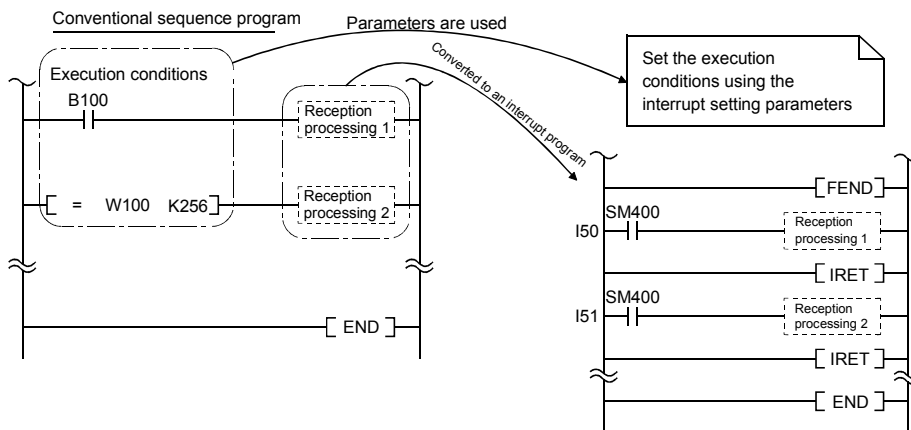 Conventional sequence program
Parameters are used
Execution conditions
B100
Reception
processing 1
[ = W100 K256]
Reception
processing 2
[ END ]
Converted to an interrupt program
Set the execution
conditions using the
interrupt setting parameters
[ FEND ]
SM400
I50
Reception
processing 1
[ IRET ]
SM400
I51
Reception
processing 2
[ IRET ]
[ END ]